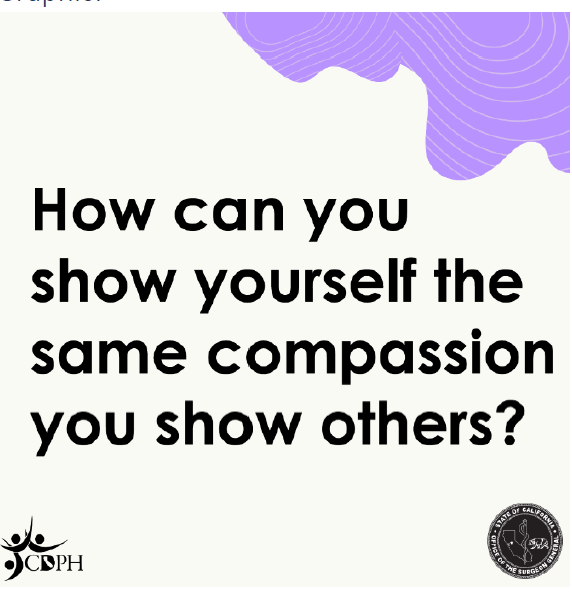 How can you
show yourself the
same compassion
you show others?
CDPH
STATE OF CALIFORNIA
OFFICE OF THE SURGEON GENERAL